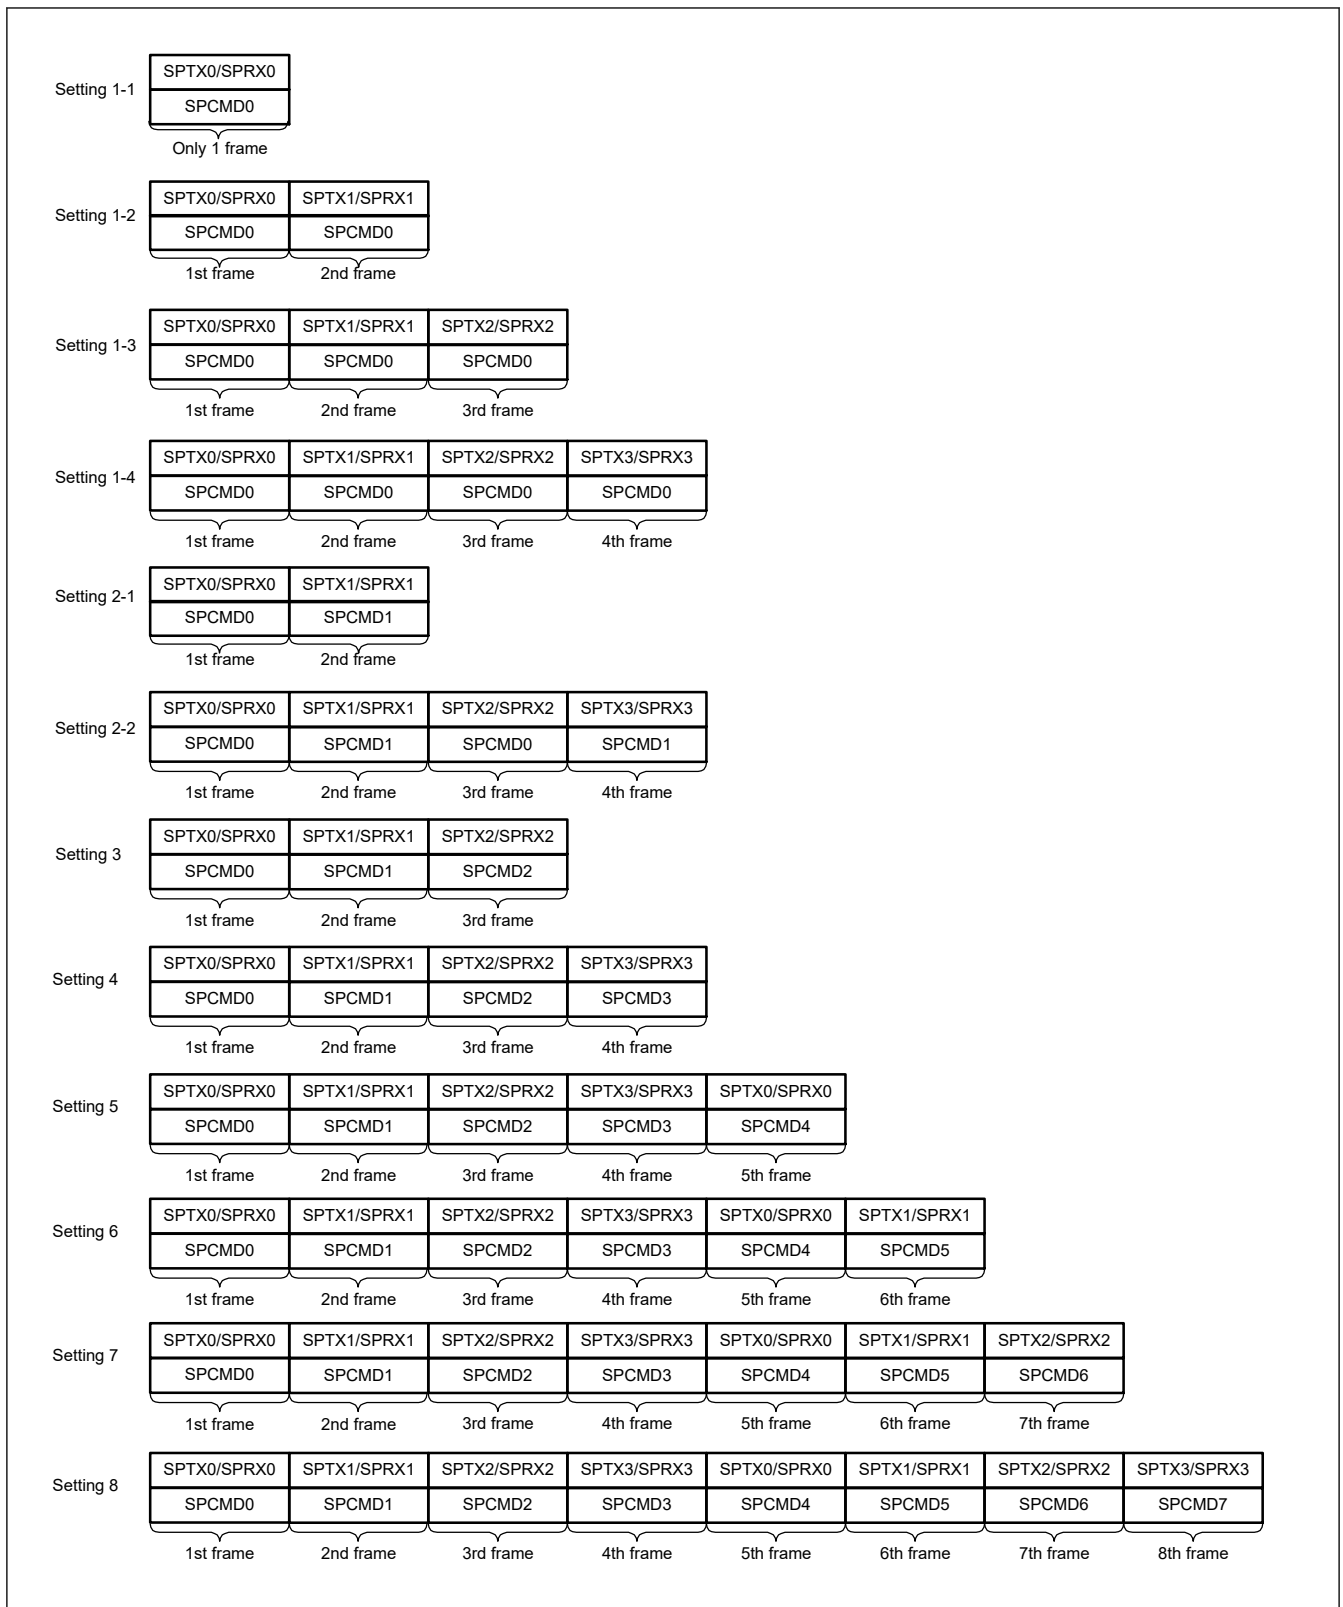 SPTX0/SPRX0
Setting 1-1
SPCMD0
Only 1 frame
SPTX0/SPRX0 SPTX1/SPRX1
Setting 1-2
SPCMD0 SPCMD0
1st frame 2nd frame
SPTX0/SPRX0 SPTX1/SPRX1 SPTX2/SPRX2
Setting 1-3
SPCMD0 SPCMD0 SPCMD0
1st frame 2nd frame 3rd frame
SPTX0/SPRX0 SPTX1/SPRX1 SPTX2/SPRX2 SPTX3/SPRX3
Setting 1-4
SPCMD0 SPCMD0 SPCMD0 SPCMD0
1st frame 2nd frame 3rd frame 4th frame
SPTX0/SPRX0 SPTX1/SPRX1
Setting 2-1
SPCMD0 SPCMD1
1st frame 2nd frame
SPTX0/SPRX0 SPTX1/SPRX1 SPTX2/SPRX2 SPTX3/SPRX3
Setting 2-2
SPCMD0 SPCMD1 SPCMD0 SPCMD1
1st frame 2nd frame 3rd frame 4th frame
SPTX0/SPRX0 SPTX1/SPRX1 SPTX2/SPRX2
Setting 3
SPCMD0 SPCMD1 SPCMD2
1st frame 2nd frame 3rd frame
SPTX0/SPRX0 SPTX1/SPRX1 SPTX2/SPRX2 SPTX3/SPRX3
Setting 4
SPCMD0 SPCMD1 SPCMD2 SPCMD3
1st frame 2nd frame 3rd frame 4th frame
SPTX0/SPRX0 SPTX1/SPRX1 SPTX2/SPRX2 SPTX3/SPRX3 SPTX0/SPRX0
Setting 5
SPCMD0 SPCMD1 SPCMD2 SPCMD3 SPCMD4
1st frame 2nd frame 3rd frame 4th frame 5th frame
SPTX0/SPRX0 SPTX1/SPRX1 SPTX2/SPRX2 SPTX3/SPRX3 SPTX0/SPRX0 SPTX1/SPRX1
Setting 6
SPCMD0 SPCMD1 SPCMD2 SPCMD3 SPCMD4 SPCMD5
1st frame 2nd frame 3rd frame 4th frame 5th frame 6th frame
SPTX0/SPRX0 SPTX1/SPRX1 SPTX2/SPRX2 SPTX3/SPRX3 SPTX0/SPRX0 SPTX1/SPRX1 SPTX2/SPRX2
Setting 7
SPCMD0 SPCMD1 SPCMD2 SPCMD3 SPCMD4 SPCMD5 SPCMD6
1st frame 2nd frame 3rd frame 4th frame 5th frame 6th frame 7th frame
SPTX0/SPRX0 SPTX1/SPRX1 SPTX2/SPRX2 SPTX3/SPRX3 SPTX0/SPRX0 SPTX1/SPRX1 SPTX2/SPRX2 SPTX3/SPRX3
Setting 8
SPCMD0 SPCMD1 SPCMD2 SPCMD3 SPCMD4 SPCMD5 SPCMD6 SPCMD7
1st frame 2nd frame 3rd frame 4th frame 5th frame 6th frame 7th frame 8th frame